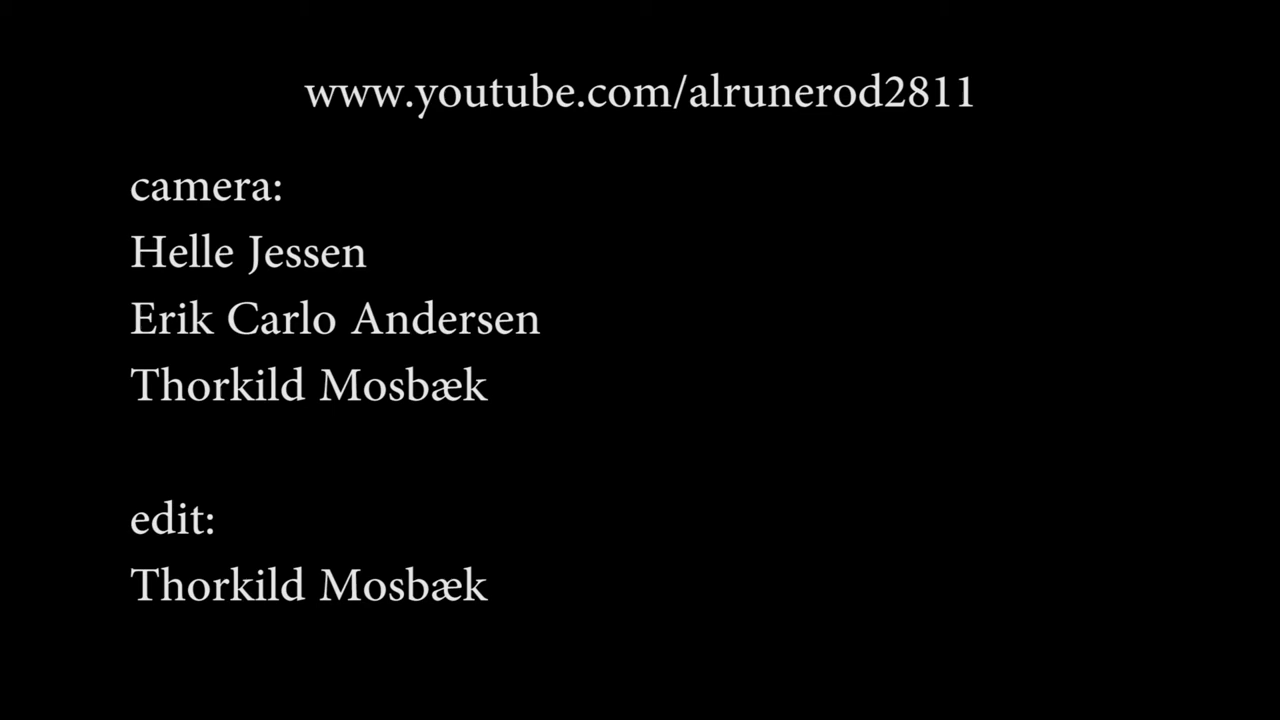 www.youtube.com/alrunerod2811
camera:
Helle Jessen
Erik Carlo Andersen
Thorkild Mosbæk
edit:
Thorkild Mosbæk